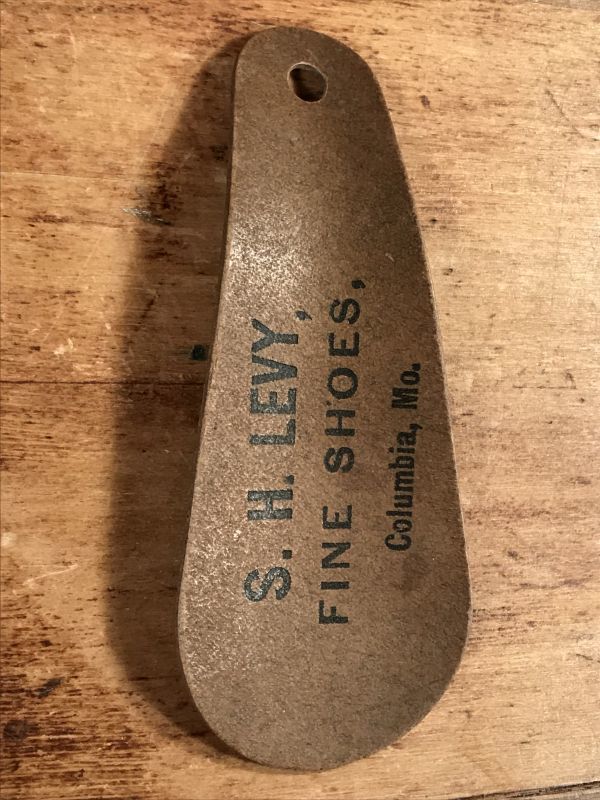 S. H. LEVY,
FINE SHOES,
Columbia, Mo.